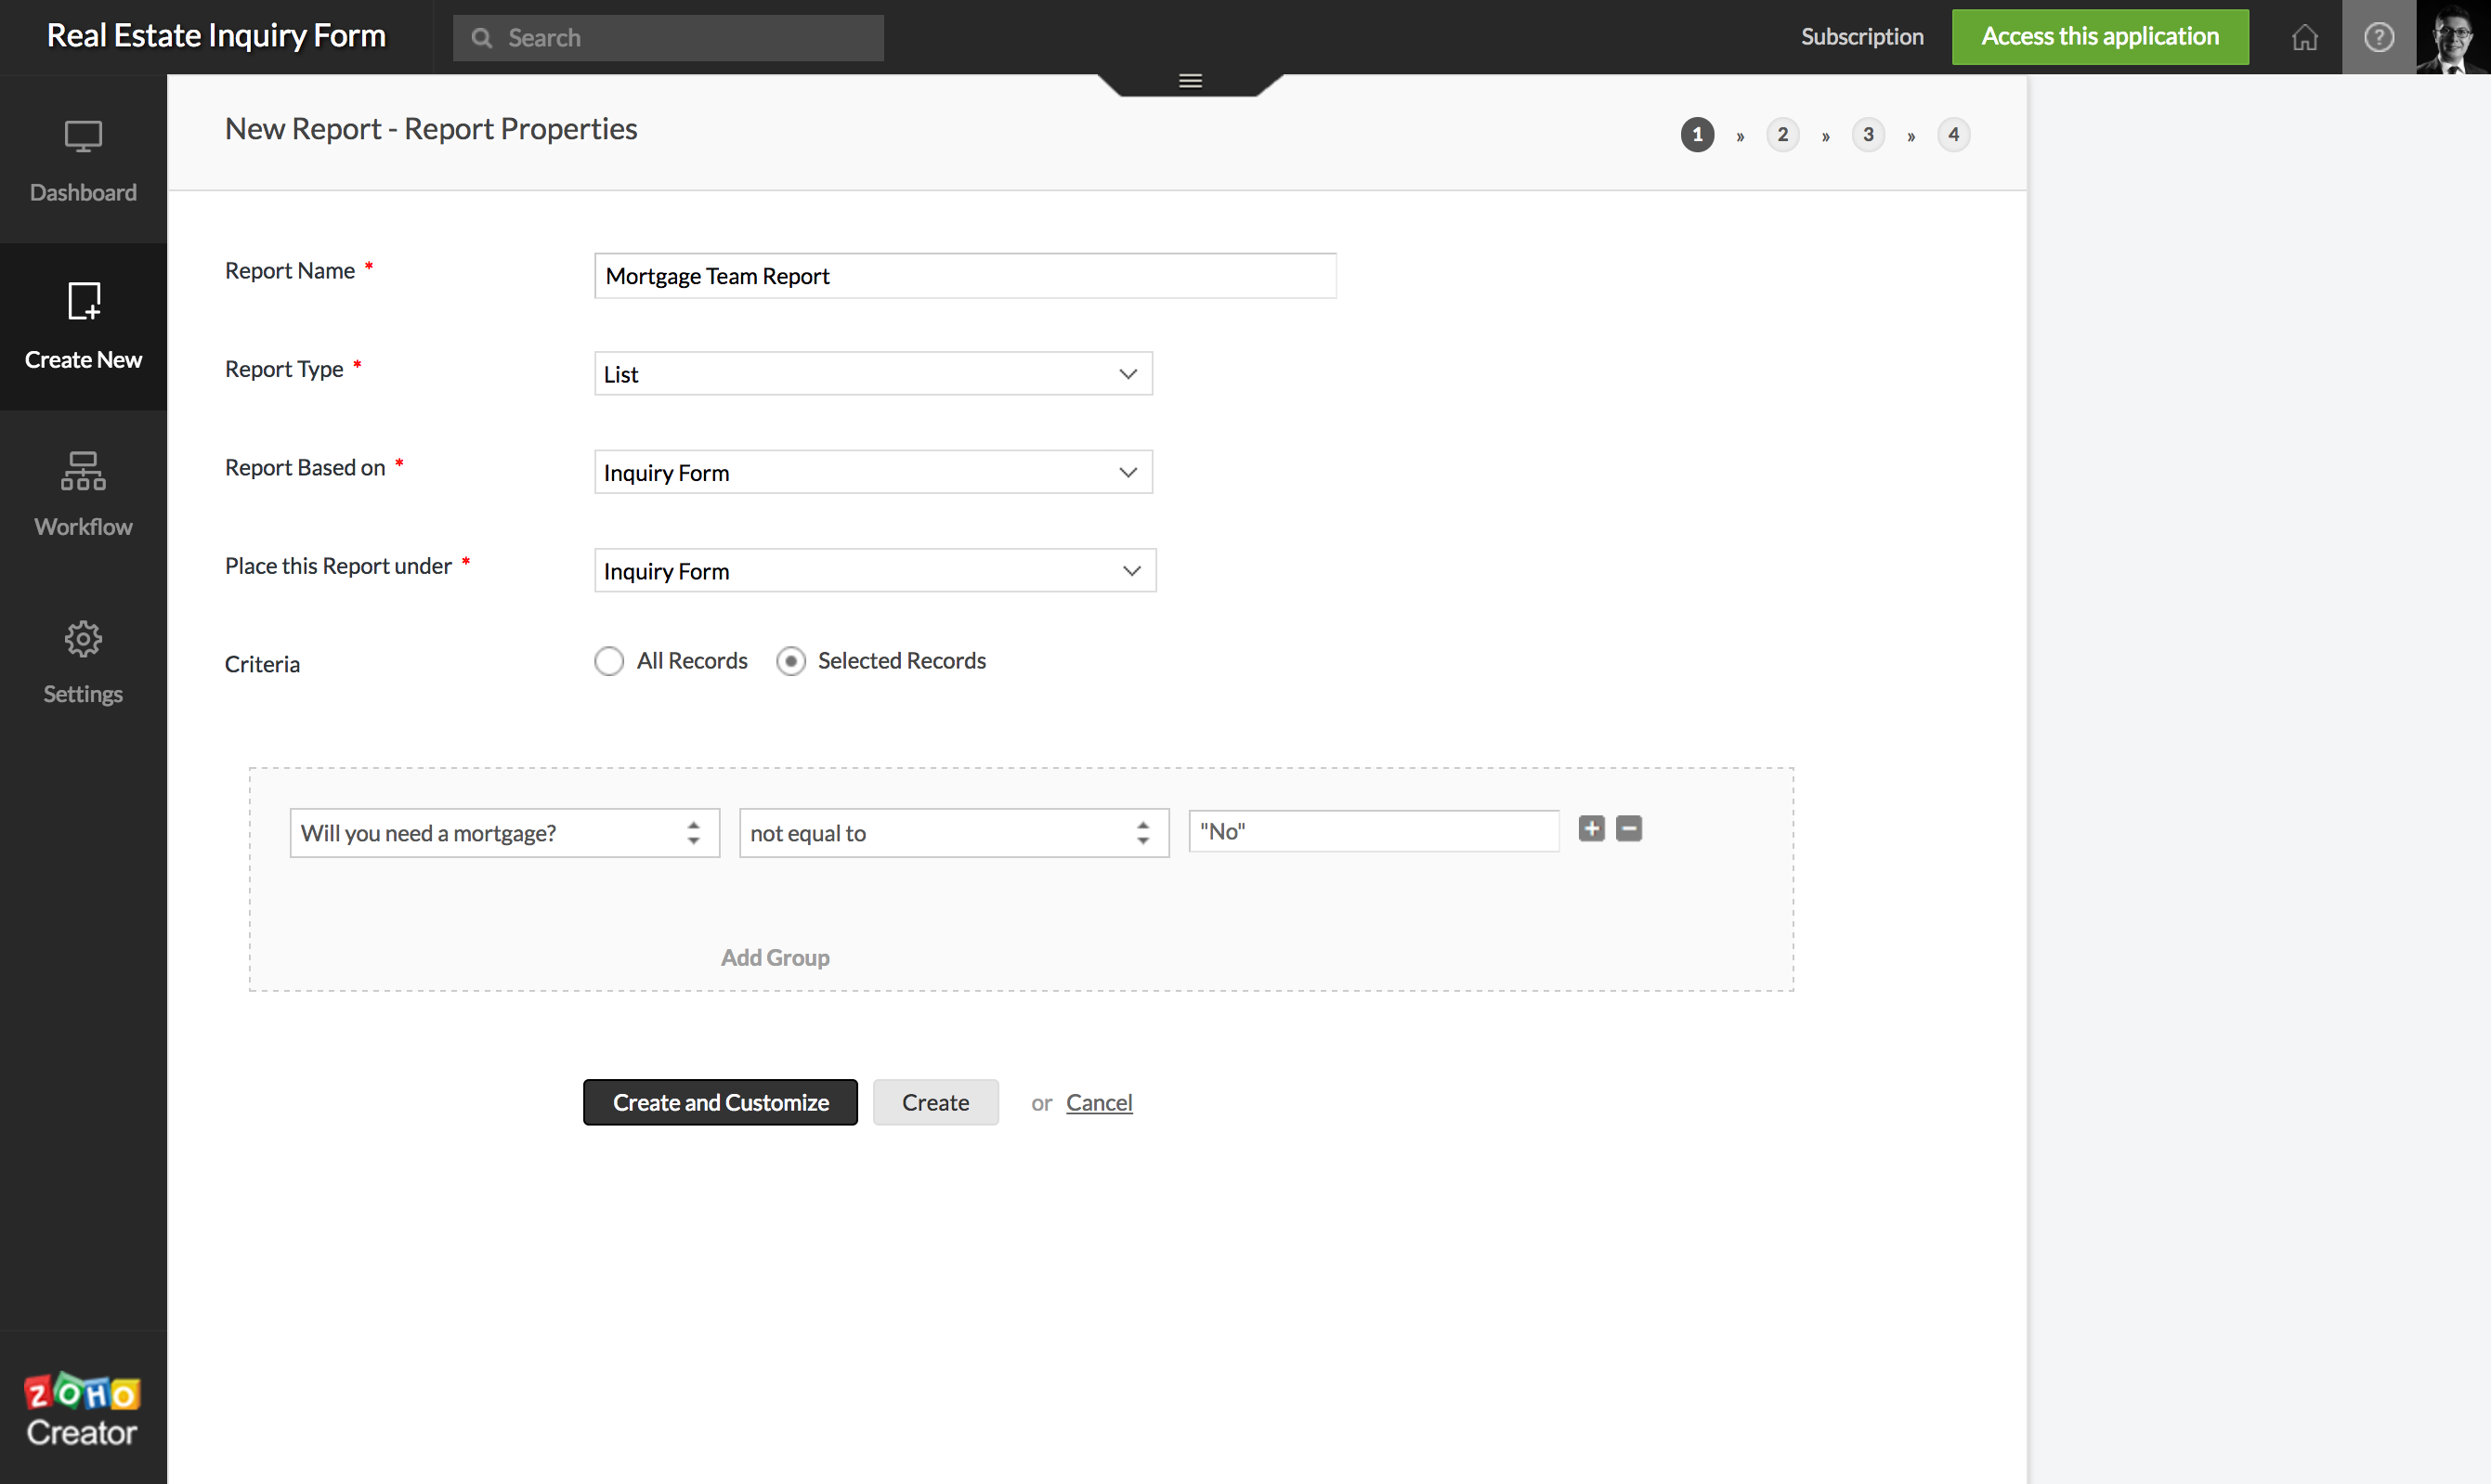 Real Estate Inquiry Form
Search
Subscription
Access this application
?
New Report - Report Properties
1 » 2 » 3 » 4
Dashboard
Create New
Workflow
Settings
Report Name *
Mortgage Team Report
Report Type *
List
Report Based on *
Inquiry Form
Place this Report under *
Inquiry Form
Criteria
All Records
Selected Records
Will you need a mortgage?
not equal to
"No"
Add Group
Create and Customize
Create
or Cancel
ZOHO
Creator